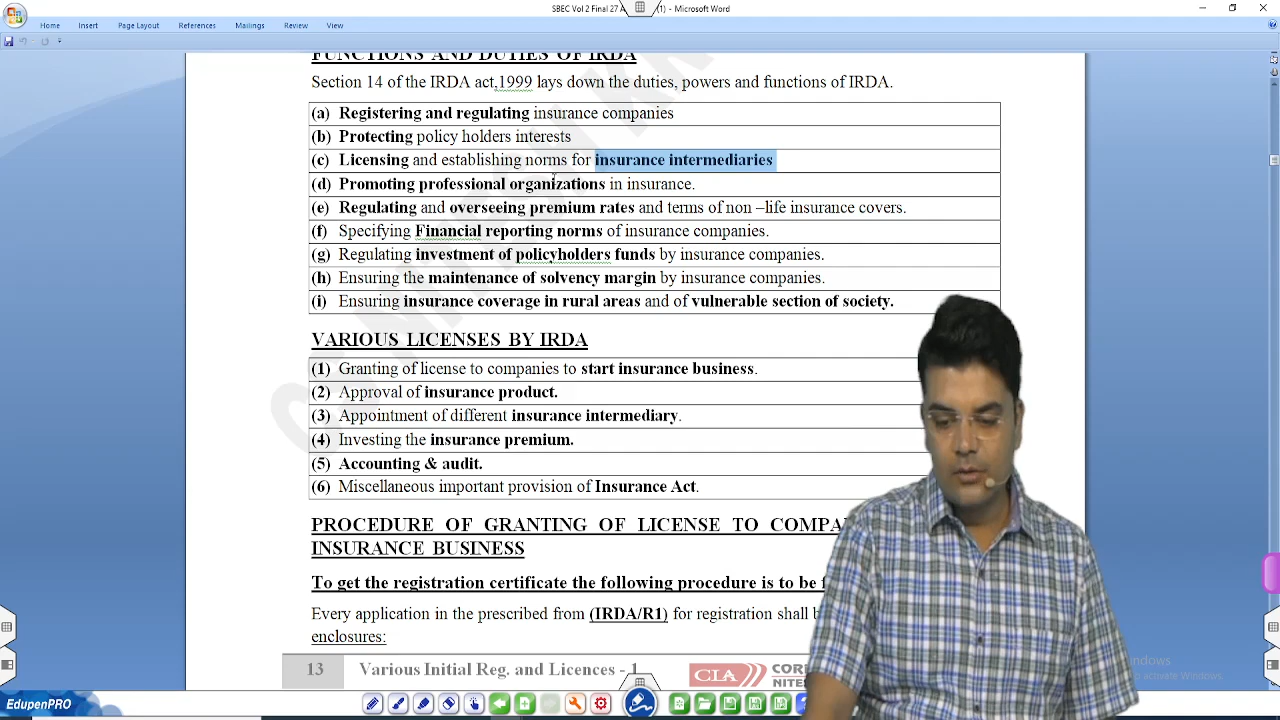 SBEC Vol 2 Final 27 A (1) - Microsoft Word
Home Insert Page Layout References Mailings Review View
FUNCTIONS AND DUTIES OF IRDA
Section 14 of the IRDA act,1999 lays down the duties, powers and functions of IRDA.
(a) Registering and regulating insurance companies
(b) Protecting policy holders interests
(c) Licensing and establishing norms for insurance intermediaries
(d) Promoting professional organizations in insurance.
(e) Regulating and overseeing premium rates and terms of non –life insurance covers.
(f) Specifying Financial reporting norms of insurance companies.
(g) Regulating investment of policyholders funds by insurance companies.
(h) Ensuring the maintenance of solvency margin by insurance companies.
(i) Ensuring insurance coverage in rural areas and of vulnerable section of society.
VARIOUS LICENSES BY IRDA
(1) Granting of license to companies to start insurance business.
(2) Approval of insurance product.
(3) Appointment of different insurance intermediary.
(4) Investing the insurance premium.
(5) Accounting & audit.
(6) Miscellaneous important provision of Insurance Act.
PROCEDURE OF GRANTING OF LICENSE TO COMPA
INSURANCE BUSINESS
To get the registration certificate the following procedure is to be f
Every application in the prescribed from (IRDA/R1) for registration shall b
enclosures:
13 Various Initial Reg. and Licences - 1 CIA COR
NITES
ndows
to activate Windows.
EdupenPRO